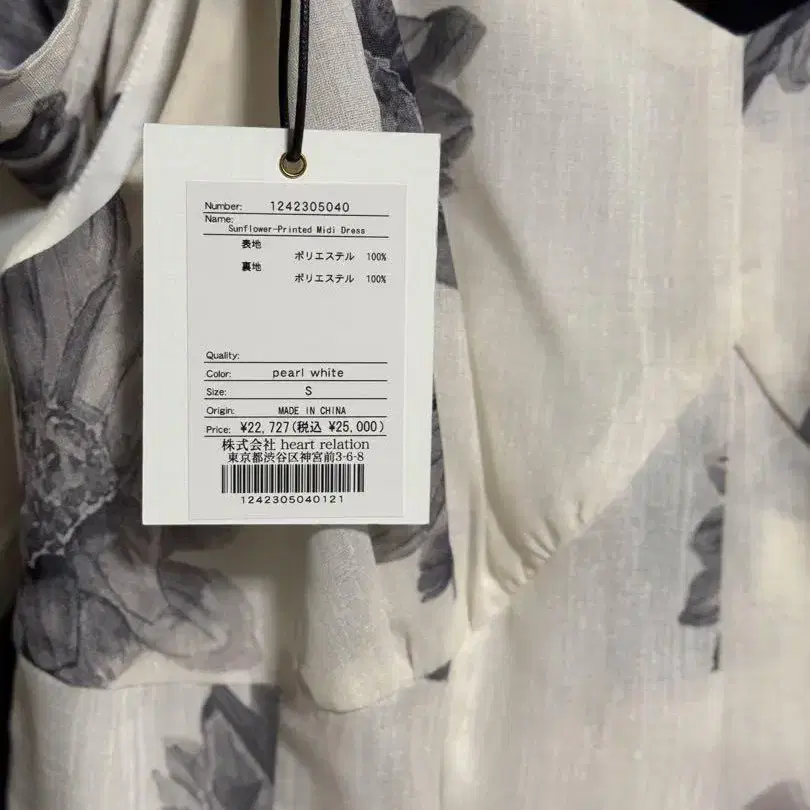 Number: 1242305040
Name:
Sunflower-Printed Midi Dress
表地
ポリエステル 100%
裏地
ポリエステル 100%
Quality:
Color: pearl white
Size: S
Origin: MADE IN CHINA
Price: ¥22,727(税込 ¥25,000)
株式会社 heart relation
東京都渋谷区神宮前3-6-8
1242305040121